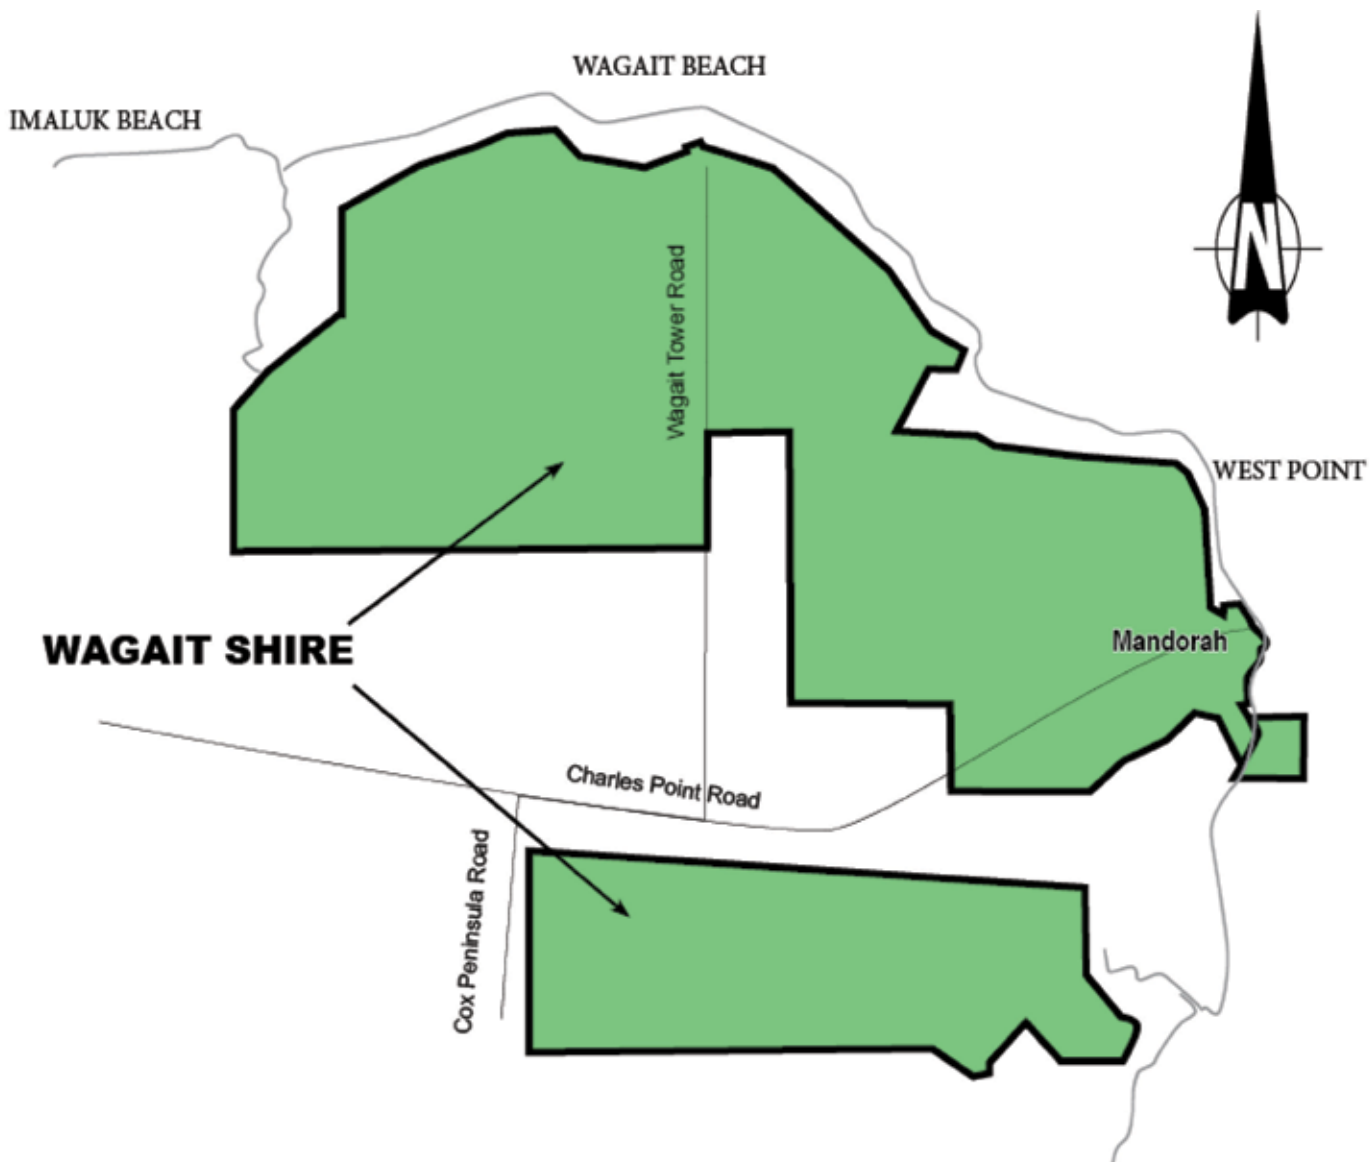 WAGAIT BEACH
IMALUK BEACH
N
Wagait Tower Road
WEST POINT
Mandorah
WAGAIT SHIRE
Charles Point Road
Cox Peninsula Road